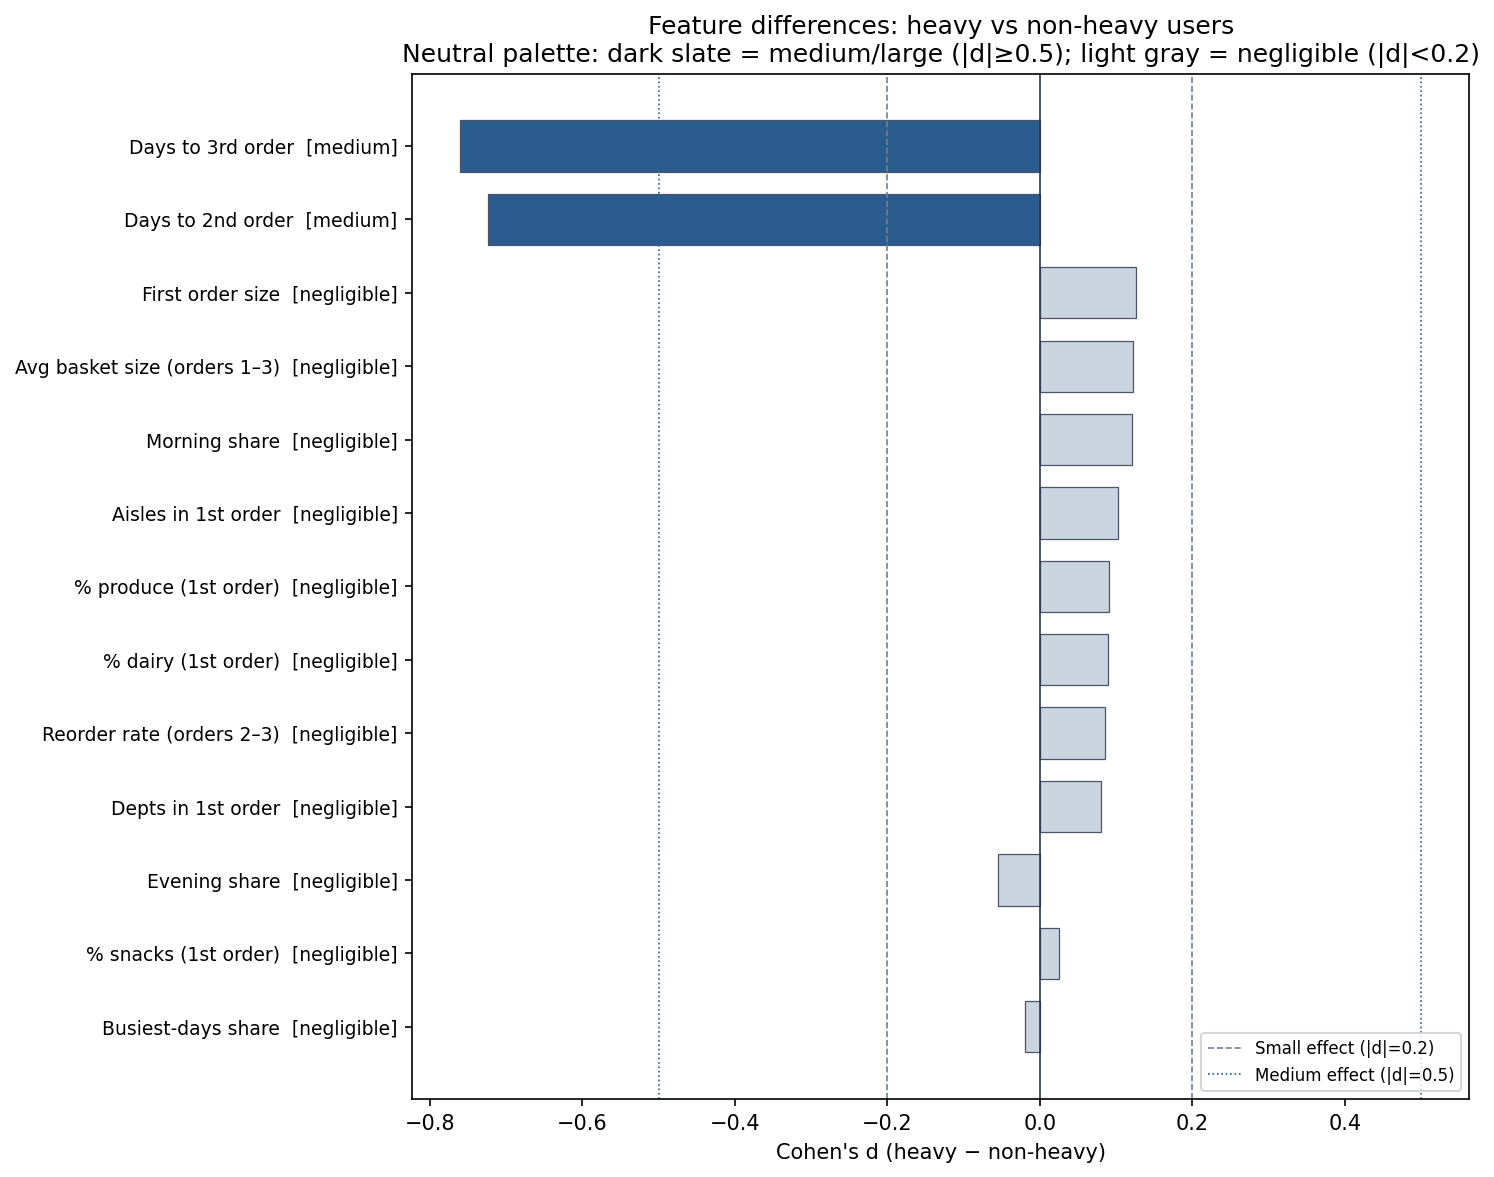 Feature differences: heavy vs non-heavy users
Neutral palette: dark slate = medium/large (|d|≥0.5); light gray = negligible (|d|<0.2)
Days to 3rd order  [medium]
Days to 2nd order  [medium]
First order size  [negligible]
Avg basket size (orders 1–3)  [negligible]
Morning share  [negligible]
Aisles in 1st order  [negligible]
% produce (1st order)  [negligible]
% dairy (1st order)  [negligible]
Reorder rate (orders 2–3)  [negligible]
Depts in 1st order  [negligible]
Evening share  [negligible]
% snacks (1st order)  [negligible]
Busiest-days share  [negligible]
Small effect (|d|=0.2)
Medium effect (|d|=0.5)
−0.8 −0.6 −0.4 −0.2 0.0 0.2 0.4
Cohen's d (heavy − non-heavy)